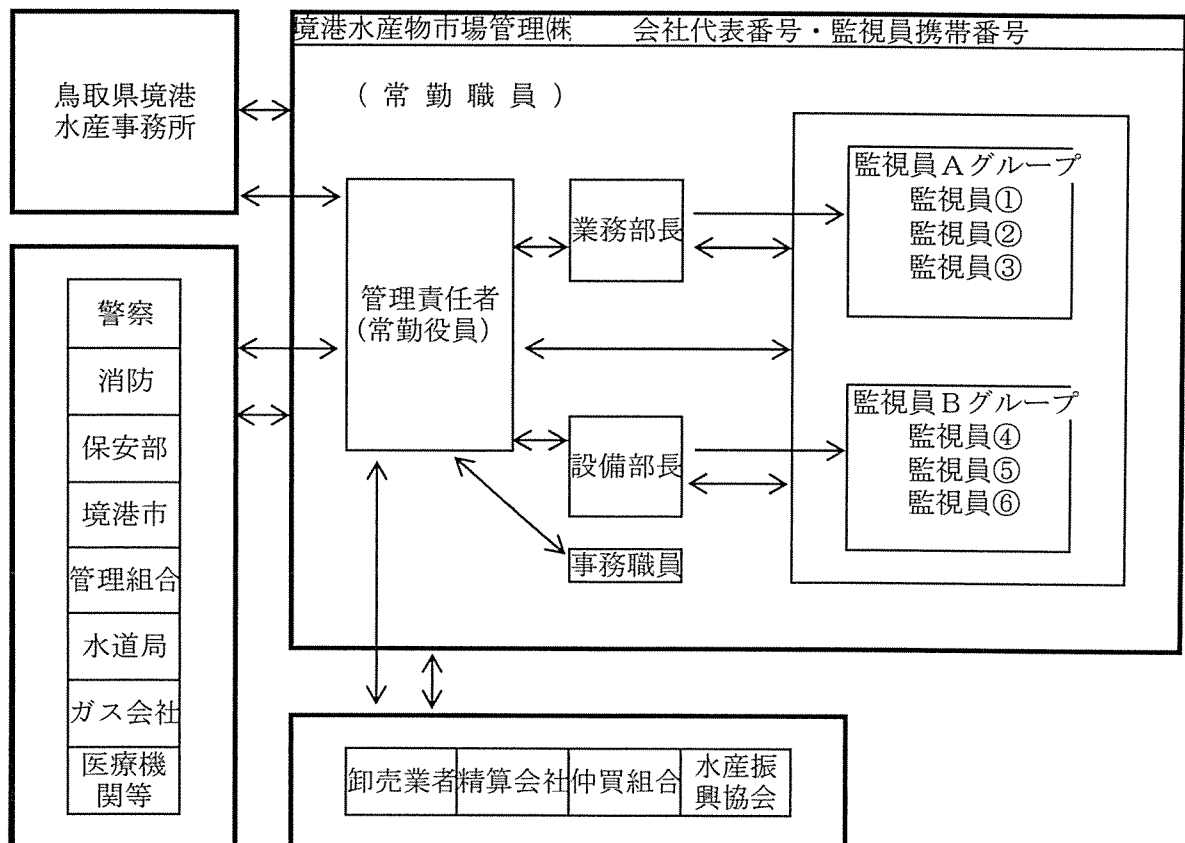 境港水産物市場管理㈱　会社代表番号・監視員携帯番号
鳥取県境港
水産事務所
(常勤職員)
管理責任者
(常勤役員)
業務部長
設備部長
事務職員
監視員Aグループ
監視員①
監視員②
監視員③
監視員Bグループ
監視員④
監視員⑤
監視員⑥
警察
消防
保安部
境港市
管理組合
水道局
ガス会社
医療機
関等
卸売業者
精算会社
仲買組合
水産振
興協会